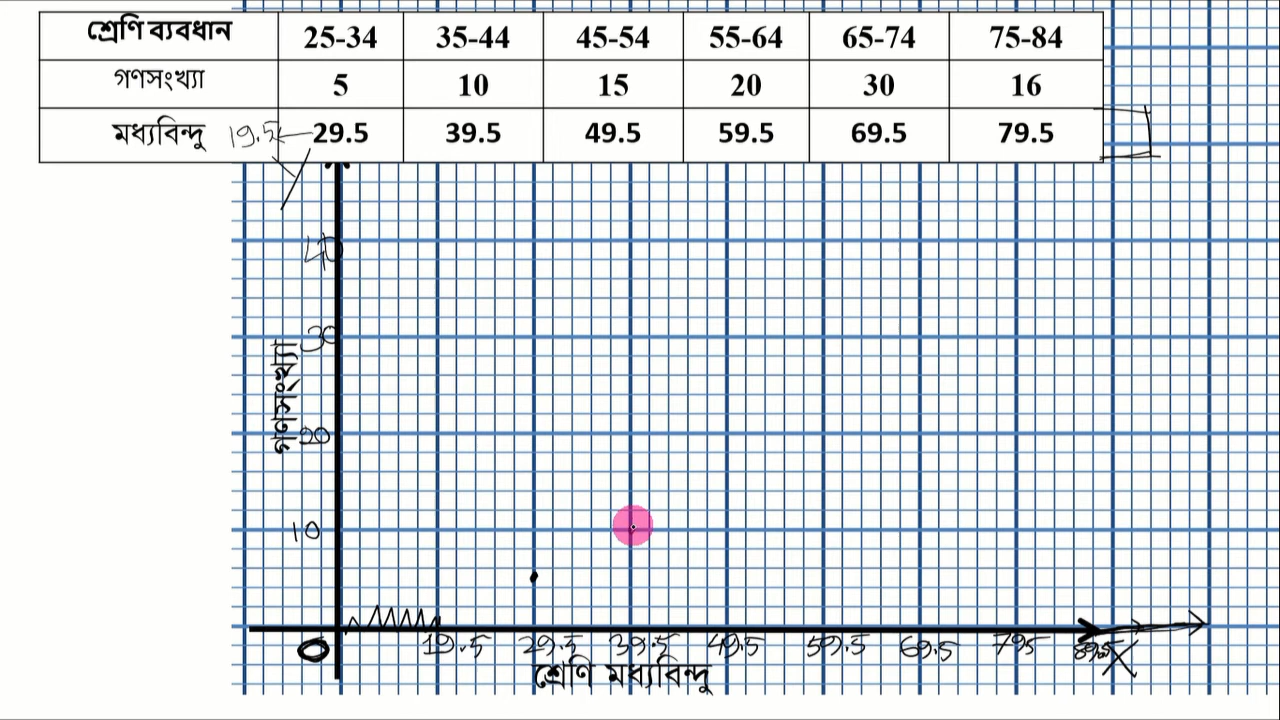 শ্রেণি ব্যবধান 25-34 35-44 45-54 55-64 65-74 75-84
গণসংখ্যা 5 10 15 20 30 16
মধ্যবিন্দু 19.5 29.5 39.5 49.5 59.5 69.5 79.5
40
30
গণসংখ্যা
20
10
0 19.5 29.5 39.5 49.5 59.5 69.5 79.5 89.5 X
শ্রেণি মধ্যবিন্দু